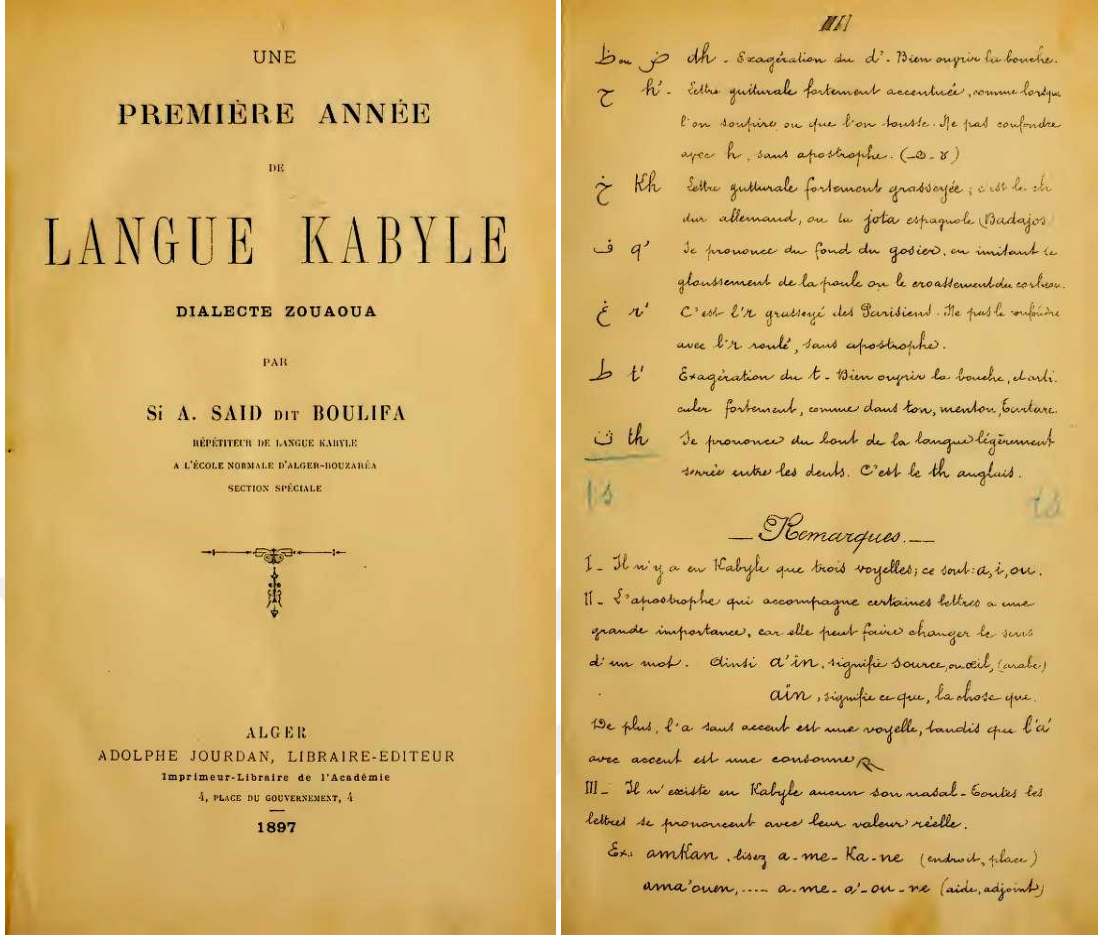 UNE
PREMIÈRE ANNÉE
DE
LANGUE KABYLE
DIALECTE ZOUAOUA
PAR
Si A. SAID DIT BOULIFA
RÉPÉTITEUR DE LANGUE KABYLE
A L'ÉCOLE NORMALE D'ALGER-BOUZARÉA
SECTION SPÉCIALE
ALGER
ADOLPHE JOURDAN, LIBRAIRE-EDITEUR
Imprimeur-Libraire de l'Académie
4, PLACE DU GOUVERNEMENT, 4
1897
ظ ou ض dh - Exagération du d'. Bien ouvrir la bouche.
ح h' - Lettre gutturale fortement accentuée, comme lorsque
l'on soupire ou que l'on tousse. Ne pas confondre
avec h, sans apostrophe.
خ Kh Lettre gutturale fortement grasseyée; c'est le ch
dur allemand, ou la jota espagnole (Badajos)
ف q' Se prononce du fond du gosier, en imitant le
gloussement de la poule ou le croassement du corbeau.
غ r' C'est l'r grasseyé des Parisiens. Ne pas le confondre
avec l'r roulé, sans apostrophe.
ط t' Exagération du t - Bien ouvrir la bouche, et arti-
culer fortement, comme dans ton, menton,
ث th Se prononce du bout de la langue légèrement
serrée entre les dents. C'est le th anglais.
ts
— Remarques. —
I - Il n'y a en Kabyle que trois voyelles; ce sont: a, i, ou.
II - L'apostrophe qui accompagne certaines lettres a une
grande importance, car elle peut faire changer le sens
d'un mot. Ainsi a'in, signifie source, ou œil, (arabe)
aïn, signifie ce que, la chose que.
De plus, l'a sans accent est une voyelle, tandis que l'a'
avec accent est une consonne
III - Il n'existe en Kabyle aucun son nasal - Toutes les
lettres se prononcent avec leur valeur réelle.
Ex: amKan, lisez a-me-Ka-ne (endroit, place)
ama'ouen, .... a-me-a'-ou-ne (aide, adjoint)